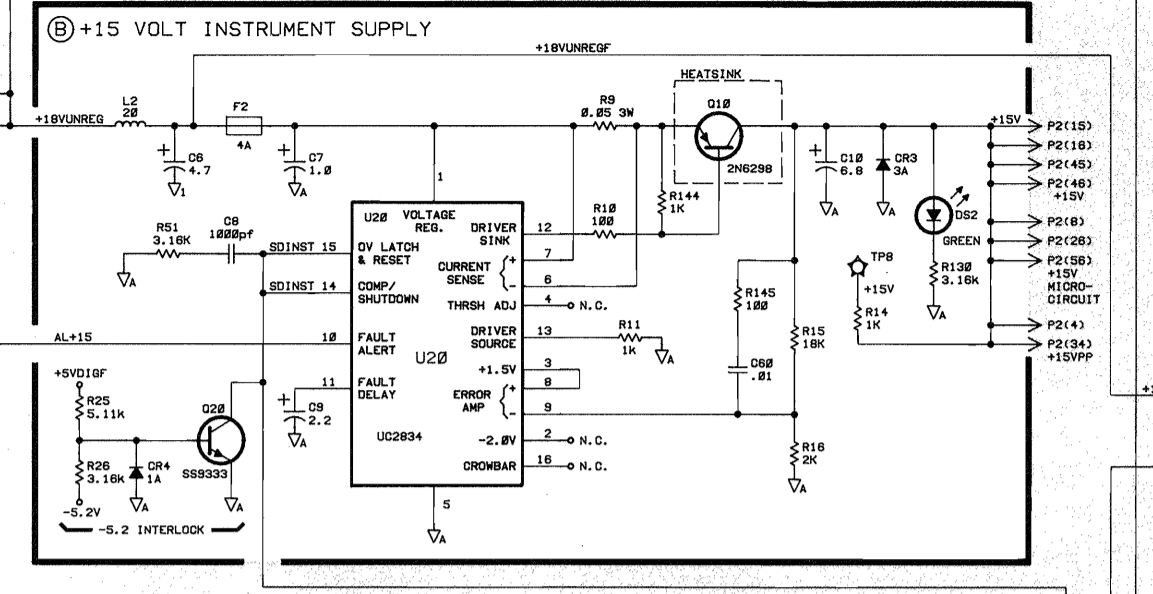 B +15 VOLT INSTRUMENT SUPPLY
+18VUNREGF
HEATSINK
+18VUNREG
L2
20
F2
4A
R9
0.05 3W
Q10
2N6298
+15V
P2(15)
P2(16)
P2(45)
P2(46)
+15V
P2(8)
P2(26)
P2(56)
+15V
MICRO-
CIRCUIT
P2(4)
P2(34)
+15VPP
+
C6
4.7
1
+
C7
1.0
A
1
+
C10
6.8
A
CR3
3A
A
DS2
GREEN
R130
3.16k
A
TP8
+15V
R14
1K
R144
1K
R10
100
R51
3.16K
A
C8
1000pf
SDINST 15
SDINST 14
AL+15
10
11
U20 VOLTAGE
REG.
OV LATCH
& RESET
COMP/
SHUTDOWN
FAULT
ALERT
FAULT
DELAY
U20
UC2834
DRIVER
SINK
CURRENT
SENSE
+
-
THRSH ADJ
DRIVER
SOURCE
+1.5V
ERROR
AMP
+
-
-2.0V
CROWBAR
12
7
6
4 N.C.
13
3
8
9
2 N.C.
16 N.C.
5
A
R11
1k
A
R145
100
C60
.01
R15
18K
R16
2K
A
+
C9
2.2
A
+5VDIGF
R25
5.11k
R26
3.16k
-5.2V
CR4
1A
A
Q20
SS9333
A
-5.2 INTERLOCK